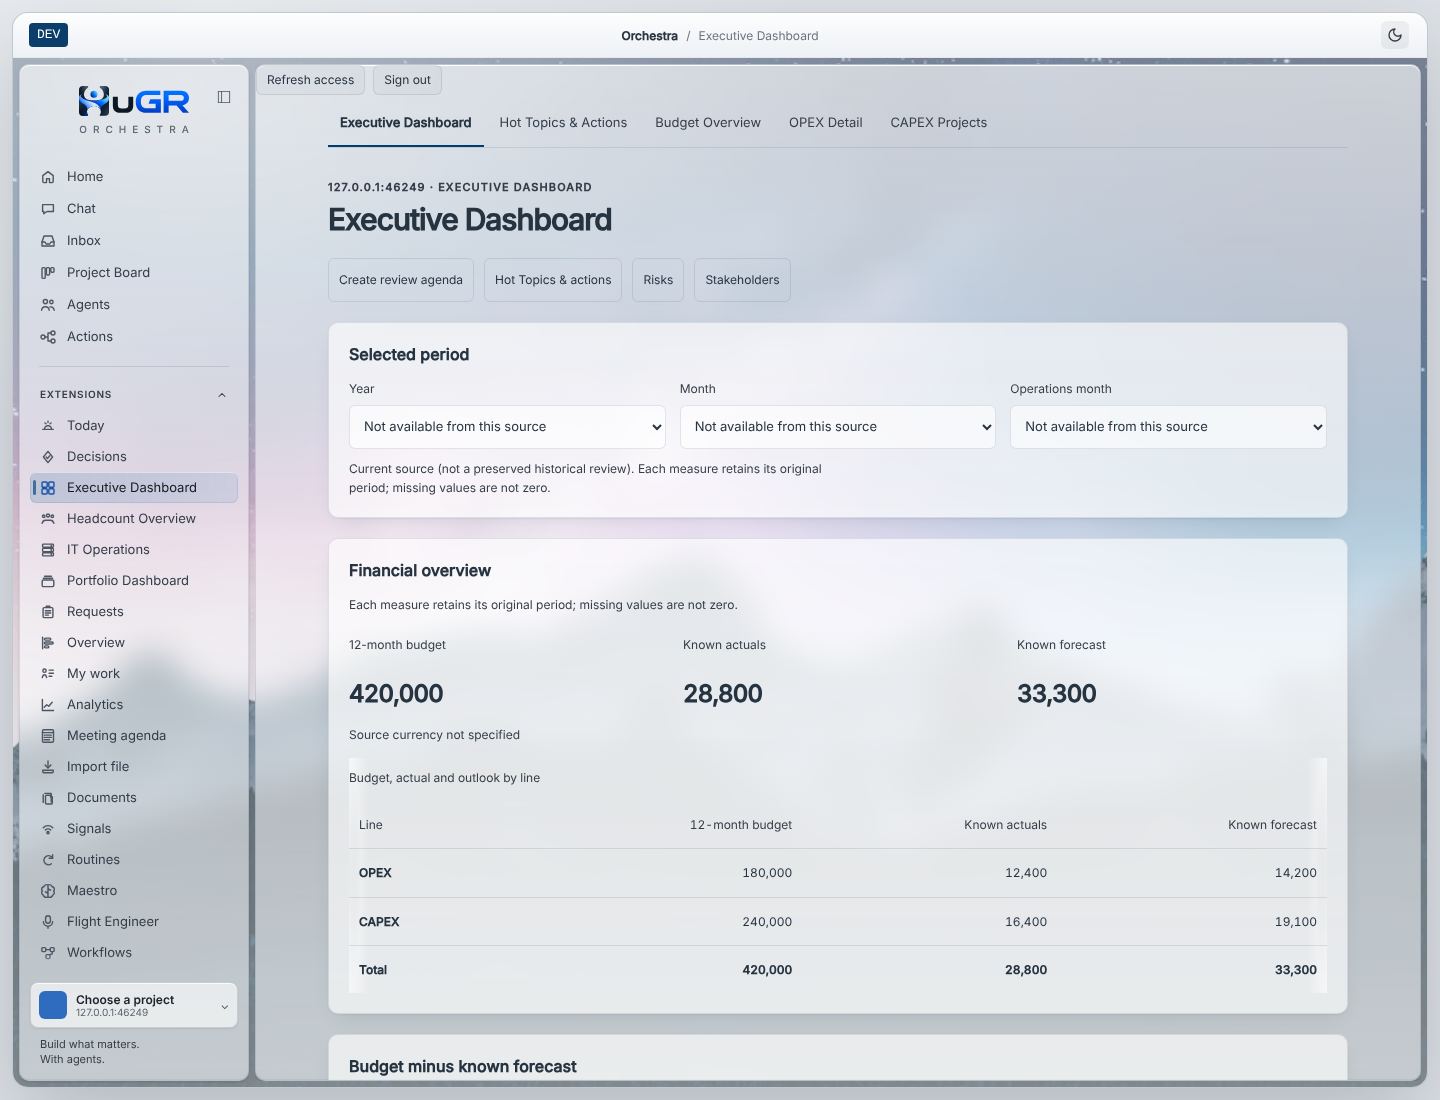 DEV
Orchestra / Executive Dashboard
HuGR
ORCHESTRA
Home
Chat
Inbox
Project Board
Agents
Actions
EXTENSIONS
Today
Decisions
Executive Dashboard
Headcount Overview
IT Operations
Portfolio Dashboard
Requests
Overview
My work
Analytics
Meeting agenda
Import file
Documents
Signals
Routines
Maestro
Flight Engineer
Workflows
Choose a project
127.0.0.1:46249
Build what matters.
With agents.
Refresh access Sign out
Executive Dashboard Hot Topics & Actions Budget Overview OPEX Detail CAPEX Projects
127.0.0.1:46249 · EXECUTIVE DASHBOARD
Executive Dashboard
Create review agenda Hot Topics & actions Risks Stakeholders
Selected period
Year Month Operations month
Not available from this source Not available from this source Not available from this source
Current source (not a preserved historical review). Each measure retains its original
period; missing values are not zero.
Financial overview
Each measure retains its original period; missing values are not zero.
12-month budget Known actuals Known forecast
420,000 28,800 33,300
Source currency not specified
Budget, actual and outlook by line
Line 12-month budget Known actuals Known forecast
OPEX 180,000 12,400 14,200
CAPEX 240,000 16,400 19,100
Total 420,000 28,800 33,300
Budget minus known forecast